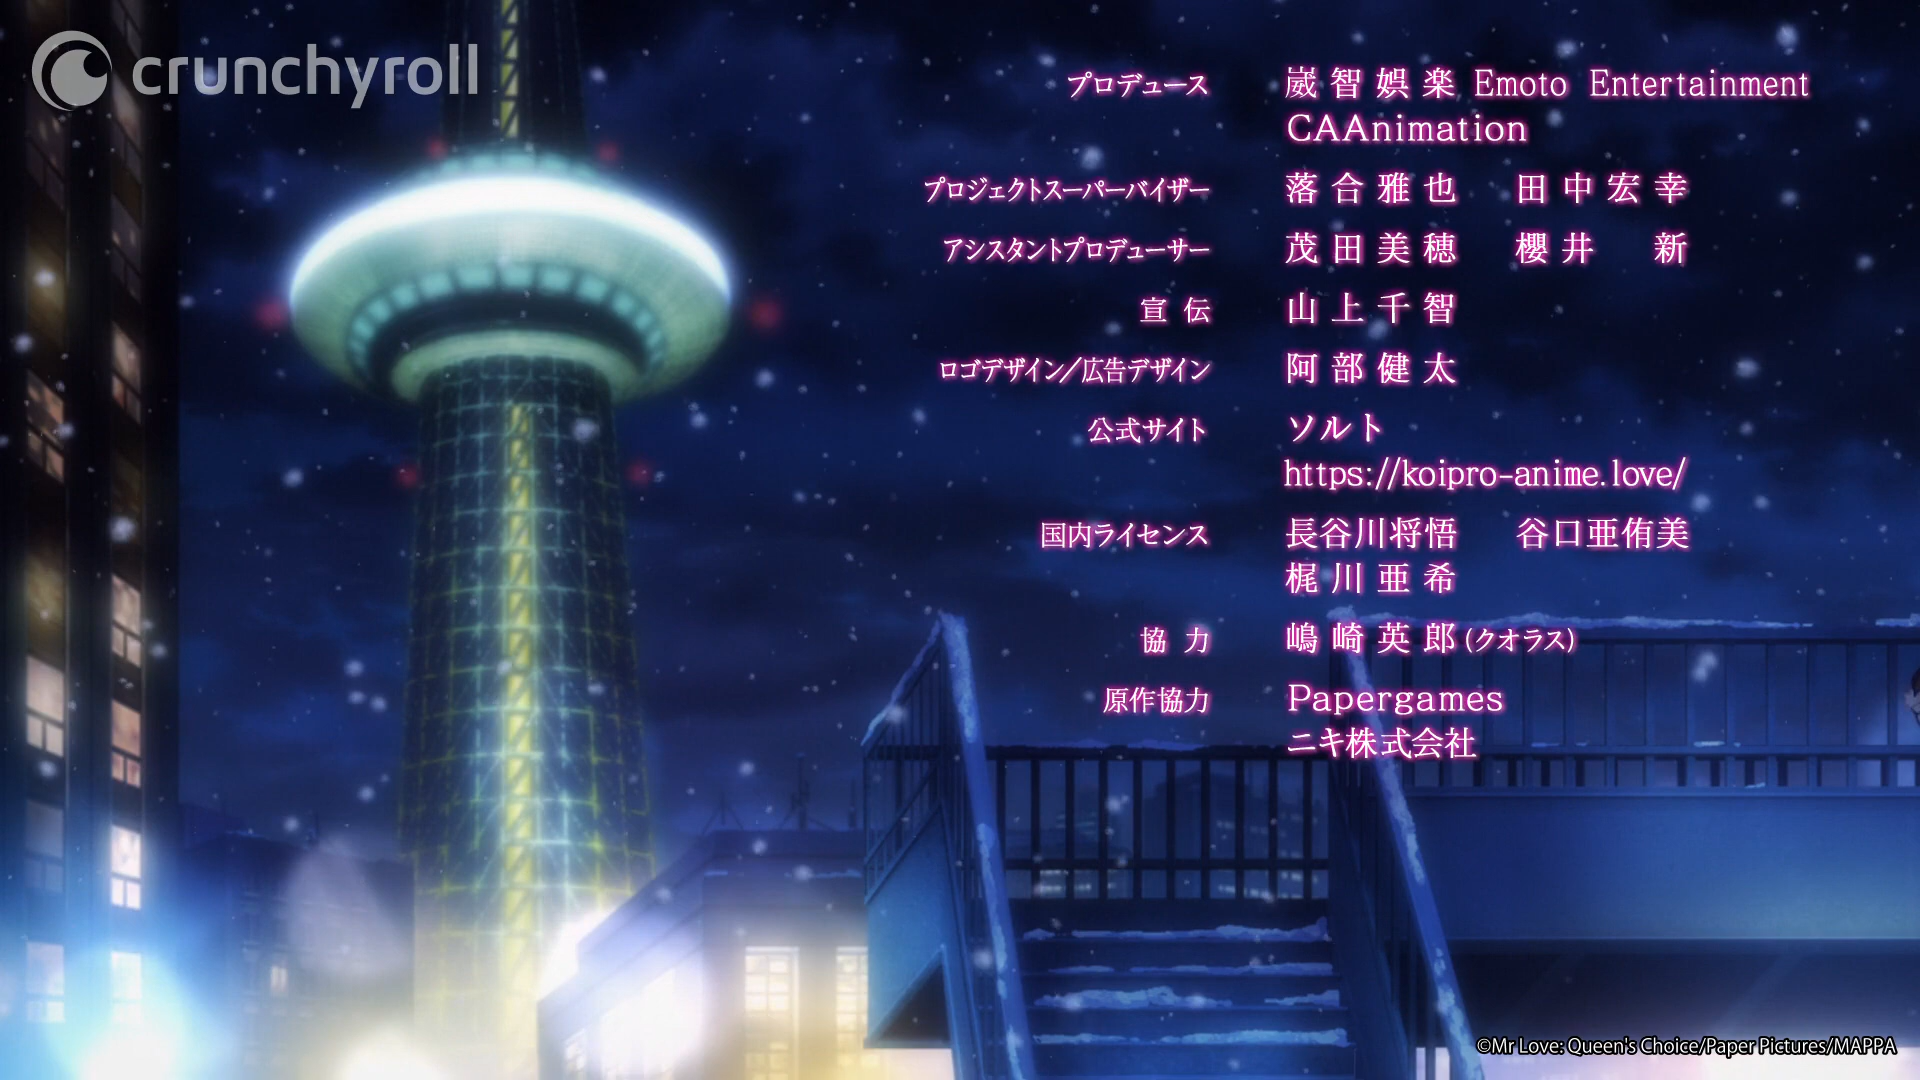 crunchyroll
プロデュース 崴智娯楽 Emoto Entertainment
CAAnimation
プロジェクトスーパーバイザー 落合雅也 田中宏幸
アシスタントプロデューサー 茂田美穂 櫻井 新
宣伝 山上千智
ロゴデザイン／広告デザイン 阿部健太
公式サイト ソルト
https://koipro-anime.love/
国内ライセンス 長谷川将悟 谷口亜侑美
梶川亜希
協力 嶋崎英郎(クオラス)
原作協力 Papergames
ニキ株式会社
©Mr Love: Queen's Choice/Paper Pictures/MAPPA